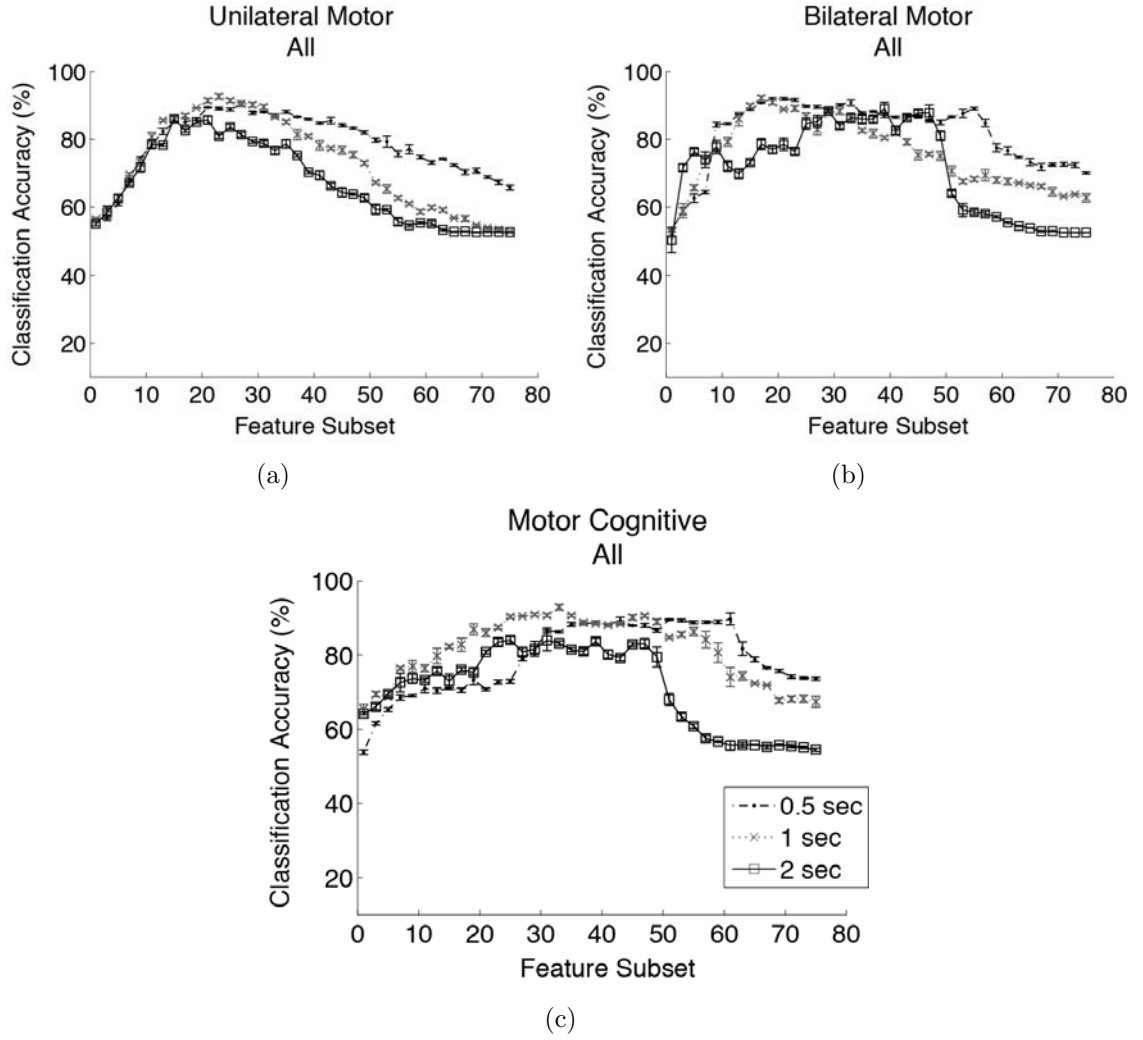 Unilateral Motor
All
Classification Accuracy (%)
100
80
60
40
20
0 10 20 30 40 50 60 70 80
Feature Subset
(a)
Bilateral Motor
All
Classification Accuracy (%)
100
80
60
40
20
0 10 20 30 40 50 60 70 80
Feature Subset
(b)
Motor Cognitive
All
Classification Accuracy (%)
100
80
60
40
20
0 10 20 30 40 50 60 70 80
Feature Subset
0.5 sec
1 sec
2 sec
(c)